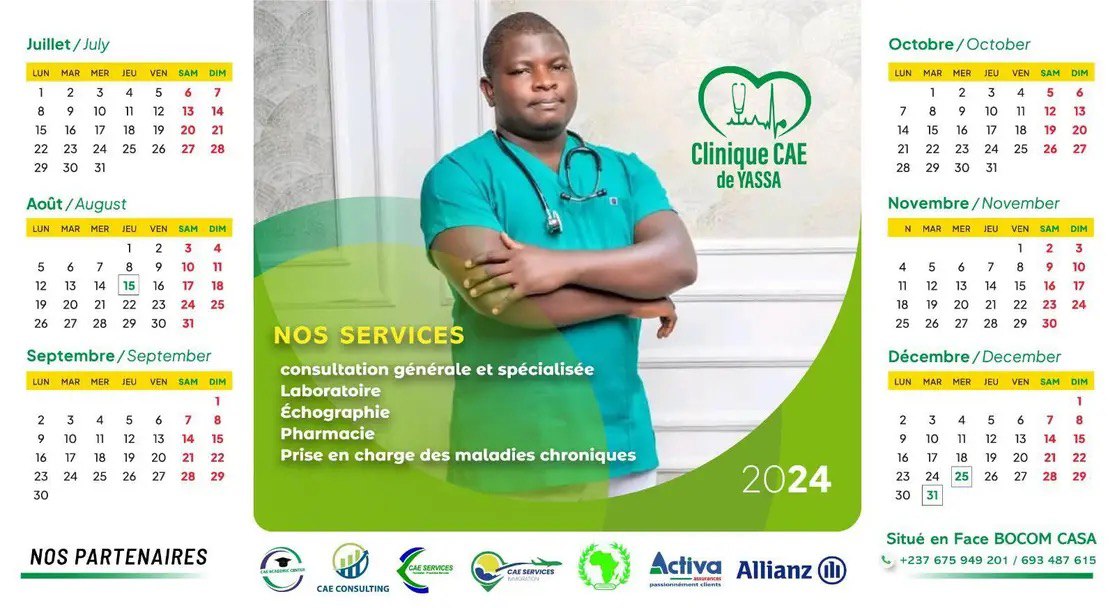 Juillet / July
LUN MAR MER JEU VEN SAM DIM
1 2 3 4 5 6 7
8 9 10 11 12 13 14
15 16 17 18 19 20 21
22 23 24 25 26 27 28
29 30 31
Août / August
LUN MAR MER JEU VEN SAM DIM
1 2 3 4
5 6 7 8 9 10 11
12 13 14 15 16 17 18
19 20 21 22 23 24 25
26 27 28 29 30 31
Septembre / September
LUN MAR MER JEU VEN SAM DIM
1
2 3 4 5 6 7 8
9 10 11 12 13 14 15
16 17 18 19 20 21 22
23 24 25 26 27 28 29
30
Clinique CAE
de YASSA
NOS SERVICES
consultation générale et spécialisée
Laboratoire
Échographie
Pharmacie
Prise en charge des maladies chroniques
2024
Octobre / October
LUN MAR MER JEU VEN SAM DIM
1 2 3 4 5 6
7 8 9 10 11 12 13
14 15 16 17 18 19 20
21 22 23 24 25 26 27
28 29 30 31
Novembre / November
N MAR MER JEU VEN SAM DIM
1 2 3
4 5 6 7 8 9 10
11 12 13 14 15 16 17
18 19 20 21 22 23 24
25 26 27 28 29 30
Décembre / December
LUN MAR MER JEU VEN SAM DIM
1
2 3 4 5 6 7 8
9 10 11 12 13 14 15
16 17 18 19 20 21 22
23 24 25 26 27 28 29
30 31
NOS PARTENAIRES
CAE ACADEMIC CENTER
CAE CONSULTING
CAE SERVICES
CAE SERVICES
IMMIGRATION
Activa
assurances
passionnément clients
Allianz
Situé en Face BOCOM CASA
+237 675 949 201 / 693 487 615